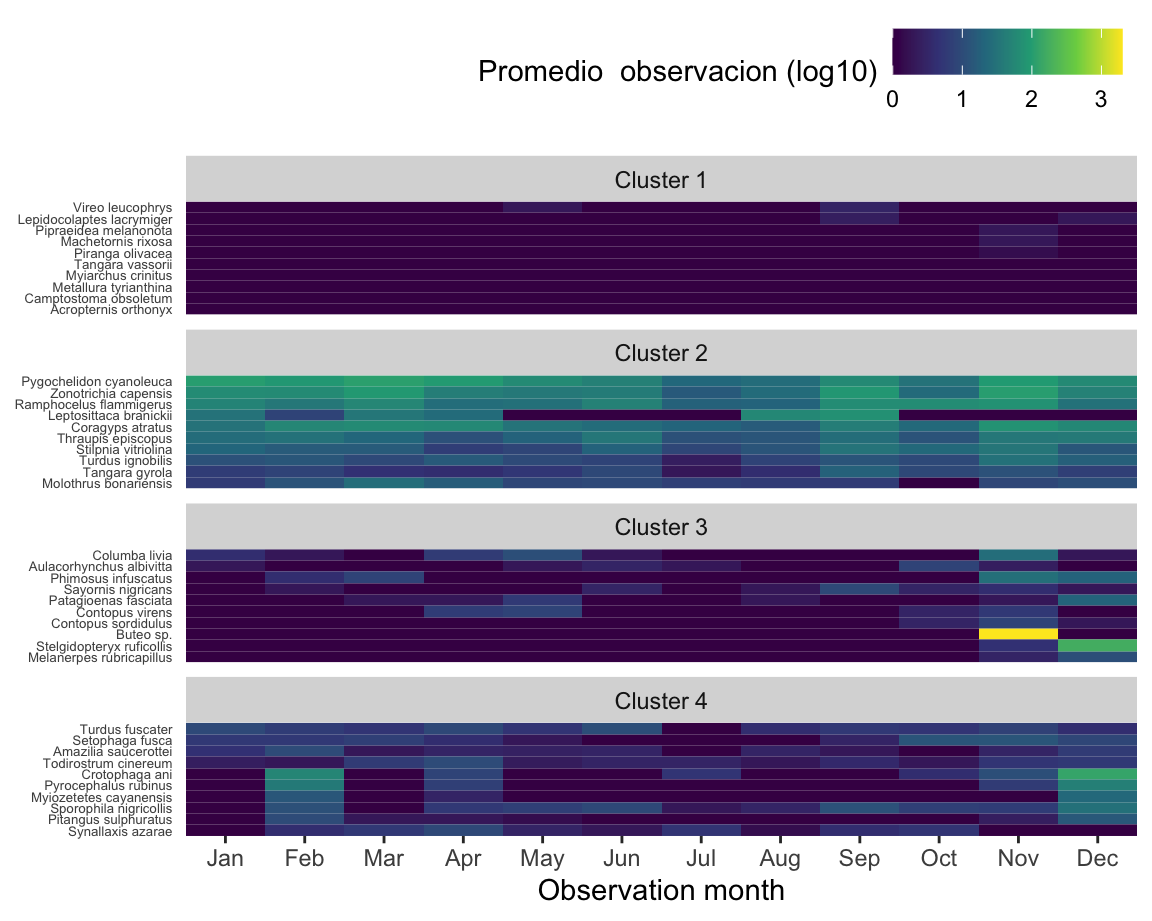 Promedio  observacion (log10)
0 1 2 3
Cluster 1
Vireo leucophrys
Lepidocolaptes lacrymiger
Pipraeidea melanonota
Machetornis rixosa
Piranga olivacea
Tangara vassorii
Myiarchus crinitus
Metallura tyrianthina
Camptostoma obsoletum
Acropternis orthonyx
Cluster 2
Pygochelidon cyanoleuca
Zonotrichia capensis
Ramphocelus flammigerus
Leptosittaca branickii
Coragyps atratus
Thraupis episcopus
Stilpnia vitriolina
Turdus ignobilis
Tangara gyrola
Molothrus bonariensis
Cluster 3
Columba livia
Aulacorhynchus albivitta
Phimosus infuscatus
Sayornis nigricans
Patagioenas fasciata
Contopus virens
Contopus sordidulus
Buteo sp.
Stelgidopteryx ruficollis
Melanerpes rubricapillus
Cluster 4
Turdus fuscater
Setophaga fusca
Amazilia saucerottei
Todirostrum cinereum
Crotophaga ani
Pyrocephalus rubinus
Myiozetetes cayanensis
Sporophila nigricollis
Pitangus sulphuratus
Synallaxis azarae
Jan Feb Mar Apr May Jun Jul Aug Sep Oct Nov Dec
Observation month